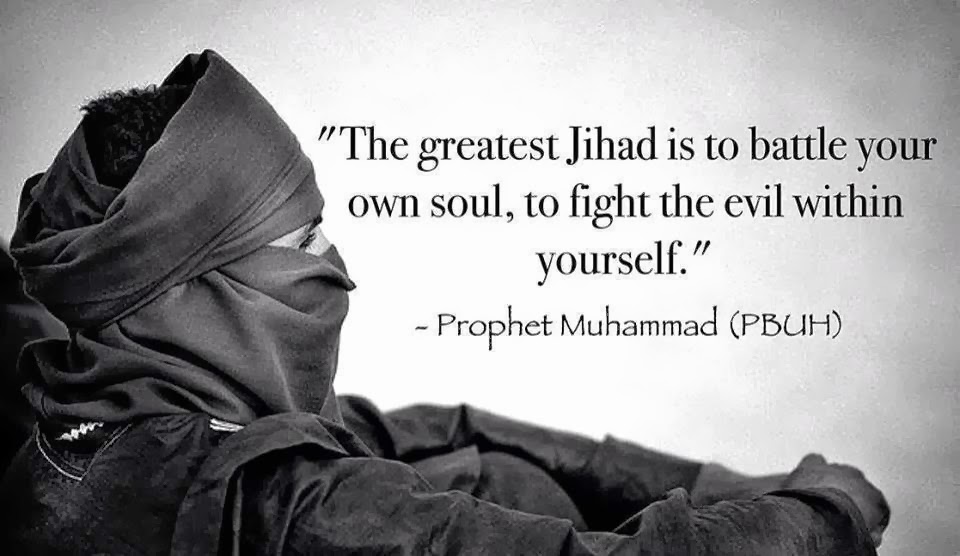 "The greatest Jihad is to battle your
own soul, to fight the evil within
yourself."
- Prophet Muhammad (PBUH)